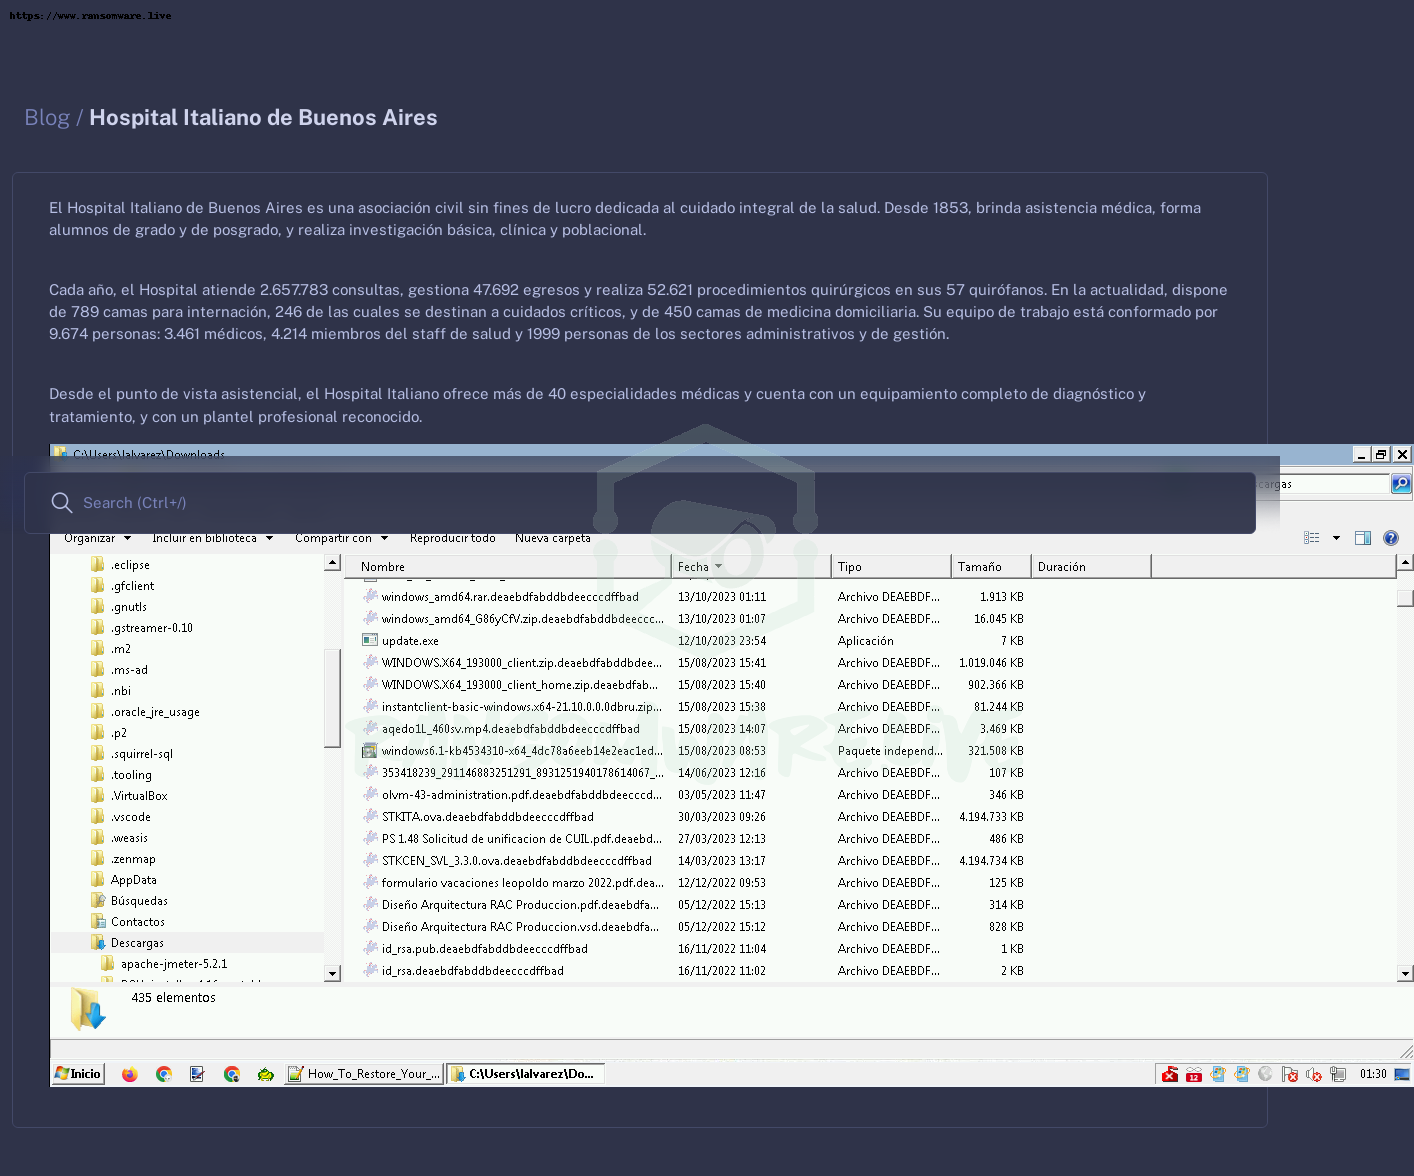 https://www.ransomware.live
Blog / Hospital Italiano de Buenos Aires
El Hospital Italiano de Buenos Aires es una asociación civil sin fines de lucro dedicada al cuidado integral de la salud. Desde 1853, brinda asistencia médica, forma
alumnos de grado y de posgrado, y realiza investigación básica, clínica y poblacional.
Cada año, el Hospital atiende 2.657.783 consultas, gestiona 47.692 egresos y realiza 52.621 procedimientos quirúrgicos en sus 57 quirófanos. En la actualidad, dispone
de 789 camas para internación, 246 de las cuales se destinan a cuidados críticos, y de 450 camas de medicina domiciliaria. Su equipo de trabajo está conformado por
9.674 personas: 3.461 médicos, 4.214 miembros del staff de salud y 1999 personas de los sectores administrativos y de gestión.
Desde el punto de vista asistencial, el Hospital Italiano ofrece más de 40 especialidades médicas y cuenta con un equipamiento completo de diagnóstico y
tratamiento, y con un plantel profesional reconocido.
C:\Users\lalvarez\Downloads
Search (Ctrl+/)
cargas
Organizar Incluir en biblioteca Compartir con Reproducir todo Nueva carpeta
Nombre Fecha Tipo Tamaño Duración
.eclipse
.gfclient
.gnutls
.gstreamer-0.10
.m2
.ms-ad
.nbi
.oracle_jre_usage
.p2
.squirrel-sql
.tooling
.VirtualBox
.vscode
.weasis
.zenmap
AppData
Búsquedas
Contactos
Descargas
apache-jmeter-5.2.1
windows_amd64.rar.deaebdfabddbdeecccdffbad 13/10/2023 01:11 Archivo DEAEBDF... 1.913 KB
windows_amd64_G86yCfV.zip.deaebdfabddbdeeccc... 13/10/2023 01:07 Archivo DEAEBDF... 16.045 KB
update.exe 12/10/2023 23:54 Aplicación 7 KB
WINDOWS.X64_193000_client.zip.deaebdfabddbdee... 15/08/2023 15:41 Archivo DEAEBDF... 1.019.046 KB
WINDOWS.X64_193000_client_home.zip.deaebdfab... 15/08/2023 15:40 Archivo DEAEBDF... 902.366 KB
instantclient-basic-windows.x64-21.10.0.0.0dbru.zip... 15/08/2023 15:38 Archivo DEAEBDF... 81.244 KB
aqedo1L_460sv.mp4.deaebdfabddbdeecccdffbad 15/08/2023 14:07 Archivo DEAEBDF... 3.469 KB
windows6.1-kb4534310-x64_4dc78a6eeb14e2eac1ed... 15/08/2023 08:53 Paquete independ... 321.508 KB
353418239_291146883251291_8931251940178614067_... 14/06/2023 12:16 Archivo DEAEBDF... 107 KB
olvm-43-administration.pdf.deaebdfabddbdeecccd... 03/05/2023 11:47 Archivo DEAEBDF... 346 KB
STKITA.ova.deaebdfabddbdeecccdffbad 30/03/2023 09:26 Archivo DEAEBDF... 4.194.733 KB
PS 1.48 Solicitud de unificacion de CUIL.pdf.deaebd... 27/03/2023 12:13 Archivo DEAEBDF... 486 KB
STKCEN_SVL_3.3.0.ova.deaebdfabddbdeecccdffbad 14/03/2023 13:17 Archivo DEAEBDF... 4.194.734 KB
formulario vacaciones leopoldo marzo 2022.pdf.dea... 12/12/2022 09:53 Archivo DEAEBDF... 125 KB
Diseño Arquitectura RAC Produccion.pdf.deaebdfa... 05/12/2022 15:13 Archivo DEAEBDF... 314 KB
Diseño Arquitectura RAC Produccion.vsd.deaebdfa... 05/12/2022 15:12 Archivo DEAEBDF... 828 KB
id_rsa.pub.deaebdfabddbdeecccdffbad 16/11/2022 11:04 Archivo DEAEBDF... 1 KB
id_rsa.deaebdfabddbdeecccdffbad 16/11/2022 11:02 Archivo DEAEBDF... 2 KB
RANSOMWARE.LIVE
435 elementos
Inicio How_To_Restore_Your_... C:\Users\lalvarez\Do... 12 01:30